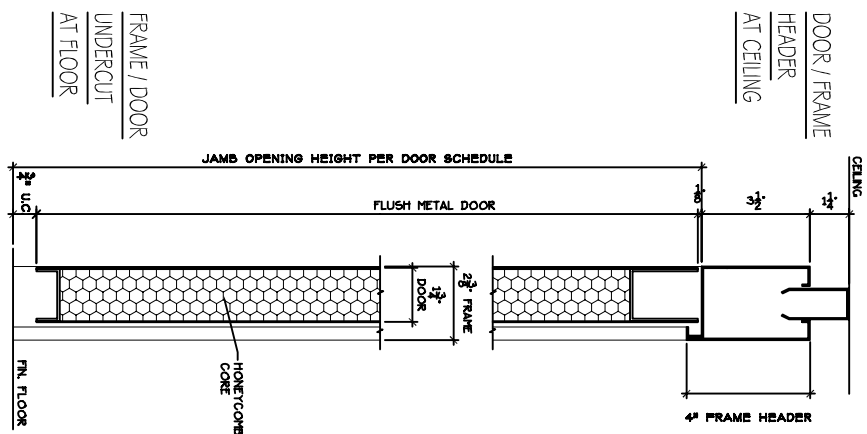 DOOR / FRAME
HEADER
AT CEILING
FRAME / DOOR
UNDERCUT
AT FLOOR
CEILING
1 1/4"
3 1/2"
1/8"
JAMB OPENING HEIGHT PER DOOR SCHEDULE
FLUSH METAL DOOR
3/4" U.C
2 3/8" FRAME
1 3/4"
DOOR
HONEYCOMB
CORE
4" FRAME HEADER
FIN. FLOOR